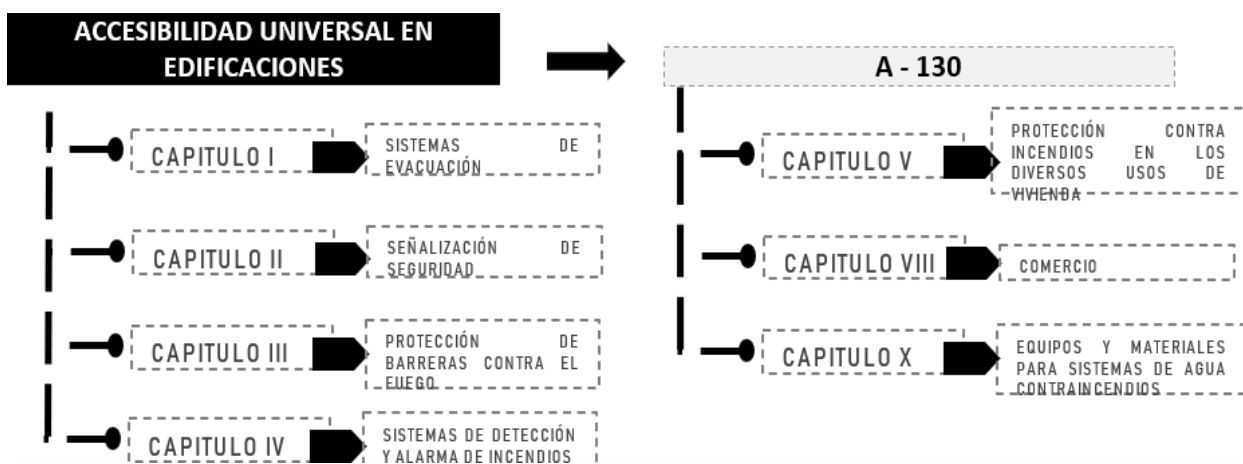 ACCESIBILIDAD UNIVERSAL EN
EDIFICACIONES
CAPITULO I
SISTEMAS DE
EVACUACIÓN
CAPITULO II
SEÑALIZACIÓN DE
SEGURIDAD
CAPITULO III
PROTECCIÓN DE
BARRERAS CONTRA EL
FUEGO
CAPITULO IV
SISTEMAS DE DETECCIÓN
Y ALARMA DE INCENDIOS
A - 130
CAPITULO V
PROTECCIÓN CONTRA
INCENDIOS EN LOS
DIVERSOS USOS DE
VIVIENDA
CAPITULO VIII
COMERCIO
CAPITULO X
EQUIPOS Y MATERIALES
PARA SISTEMAS DE AGUA
CONTRAINCENDIOS